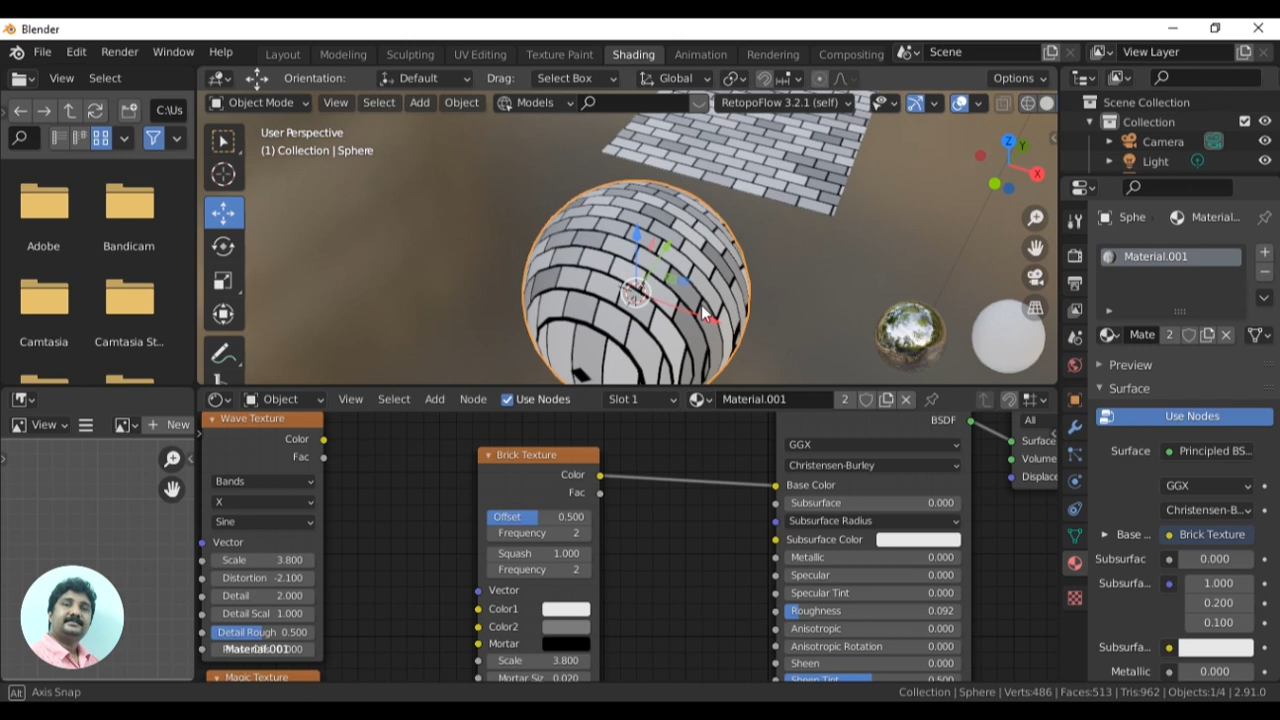 Blender
File Edit Render Window Help
Layout Modeling Sculpting UV Editing Texture Paint Shading Animation Rendering Compositing
Scene
View Layer
View Select
Orientation: Default Drag: Select Box Global Options
C:\Us
Object Mode View Select Add Object Models RetopoFlow 3.2.1 (self)
User Perspective
(1) Collection | Sphere
Z Y X
Adobe Bandicam
Camtasia Camtasia St...
Scene Collection
Collection
Camera
Light
Sphe Material...
Material.001
Mate 2
Preview
Surface
Use Nodes
Surface Principled BS...
GGX
Christensen-B...
Base ... Brick Texture
Subsurfac 0.000
Subsurfa... 1.000
0.200
0.100
Subsurfa...
Metallic 0.000
View New
Object View Select Add Node Use Nodes Slot 1 Material.001 2
Wave Texture
Color
Fac
Bands
X
Sine
Vector
Scale 3.800
Distortion -2.100
Detail 2.000
Detail Scal 1.000
Detail Rough 0.500
Material.001
Magic Texture
Brick Texture
Color
Fac
Offset 0.500
Frequency 2
Squash 1.000
Frequency 2
Vector
Color1
Color2
Mortar
Scale 3.800
Mortar Siz 0.020
BSDF
GGX
Christensen-Burley
Base Color
Subsurface 0.000
Subsurface Radius
Subsurface Color
Metallic 0.000
Specular 0.000
Specular Tint 0.000
Roughness 0.092
Anisotropic 0.000
Anisotropic Rotation 0.000
Sheen 0.000
Sheen Tint 0.500
All
Surface
Volume
Displac
Alt Axis Snap
Collection | Sphere | Verts:486 | Faces:513 | Tris:962 | Objects:1/4 | 2.91.0